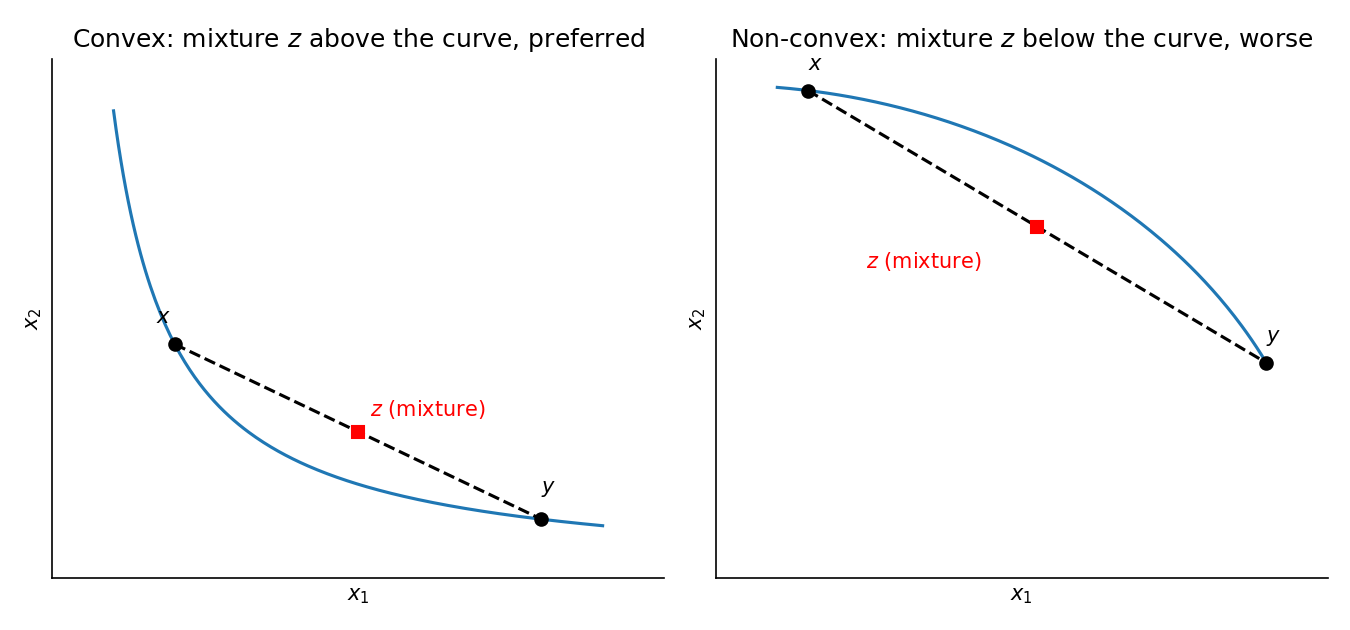 Convex: mixture z above the curve, preferred
x
z (mixture)
y
x₂
x₁
Non-convex: mixture z below the curve, worse
x
z (mixture)
y
x₂
x₁